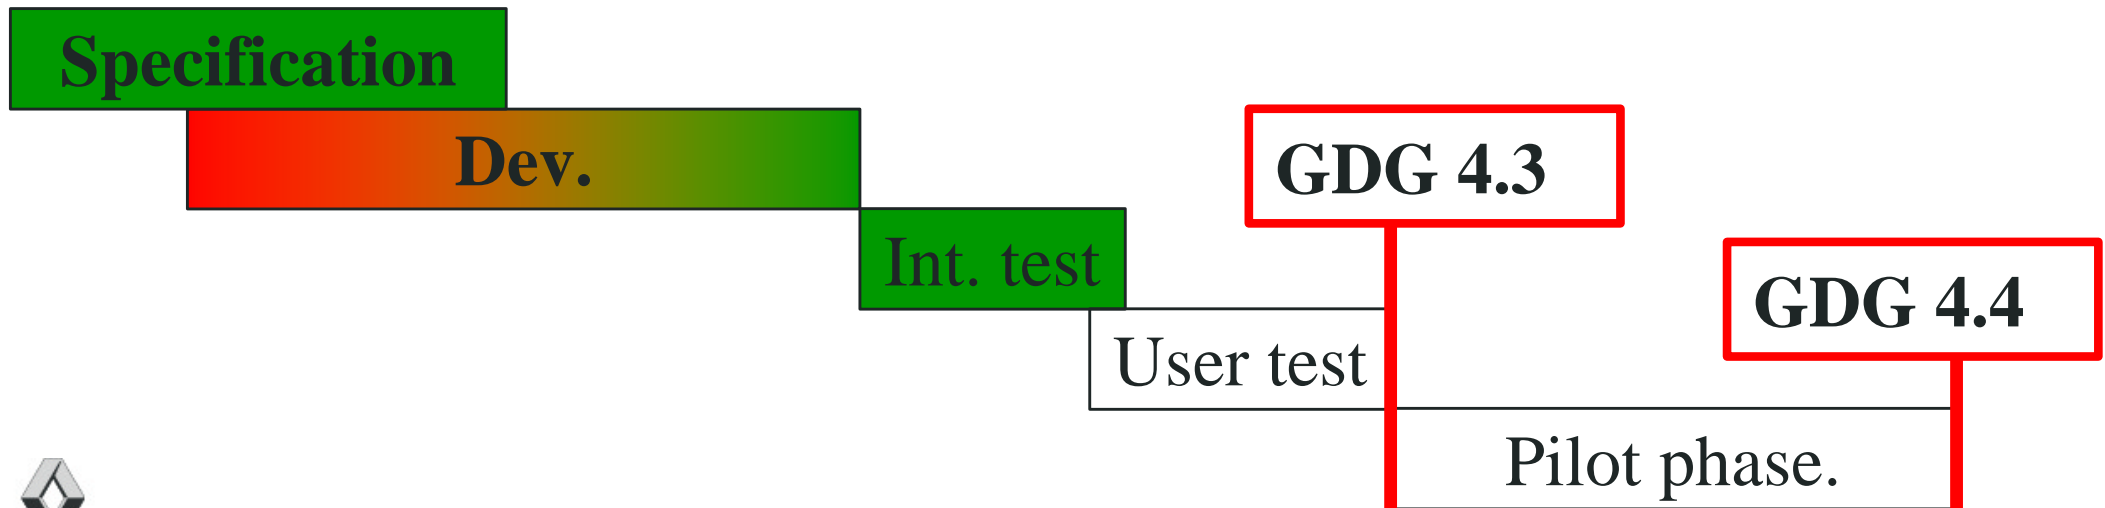 Specification
Dev.
GDG 4.3
Int. test
GDG 4.4
User test
Pilot phase.